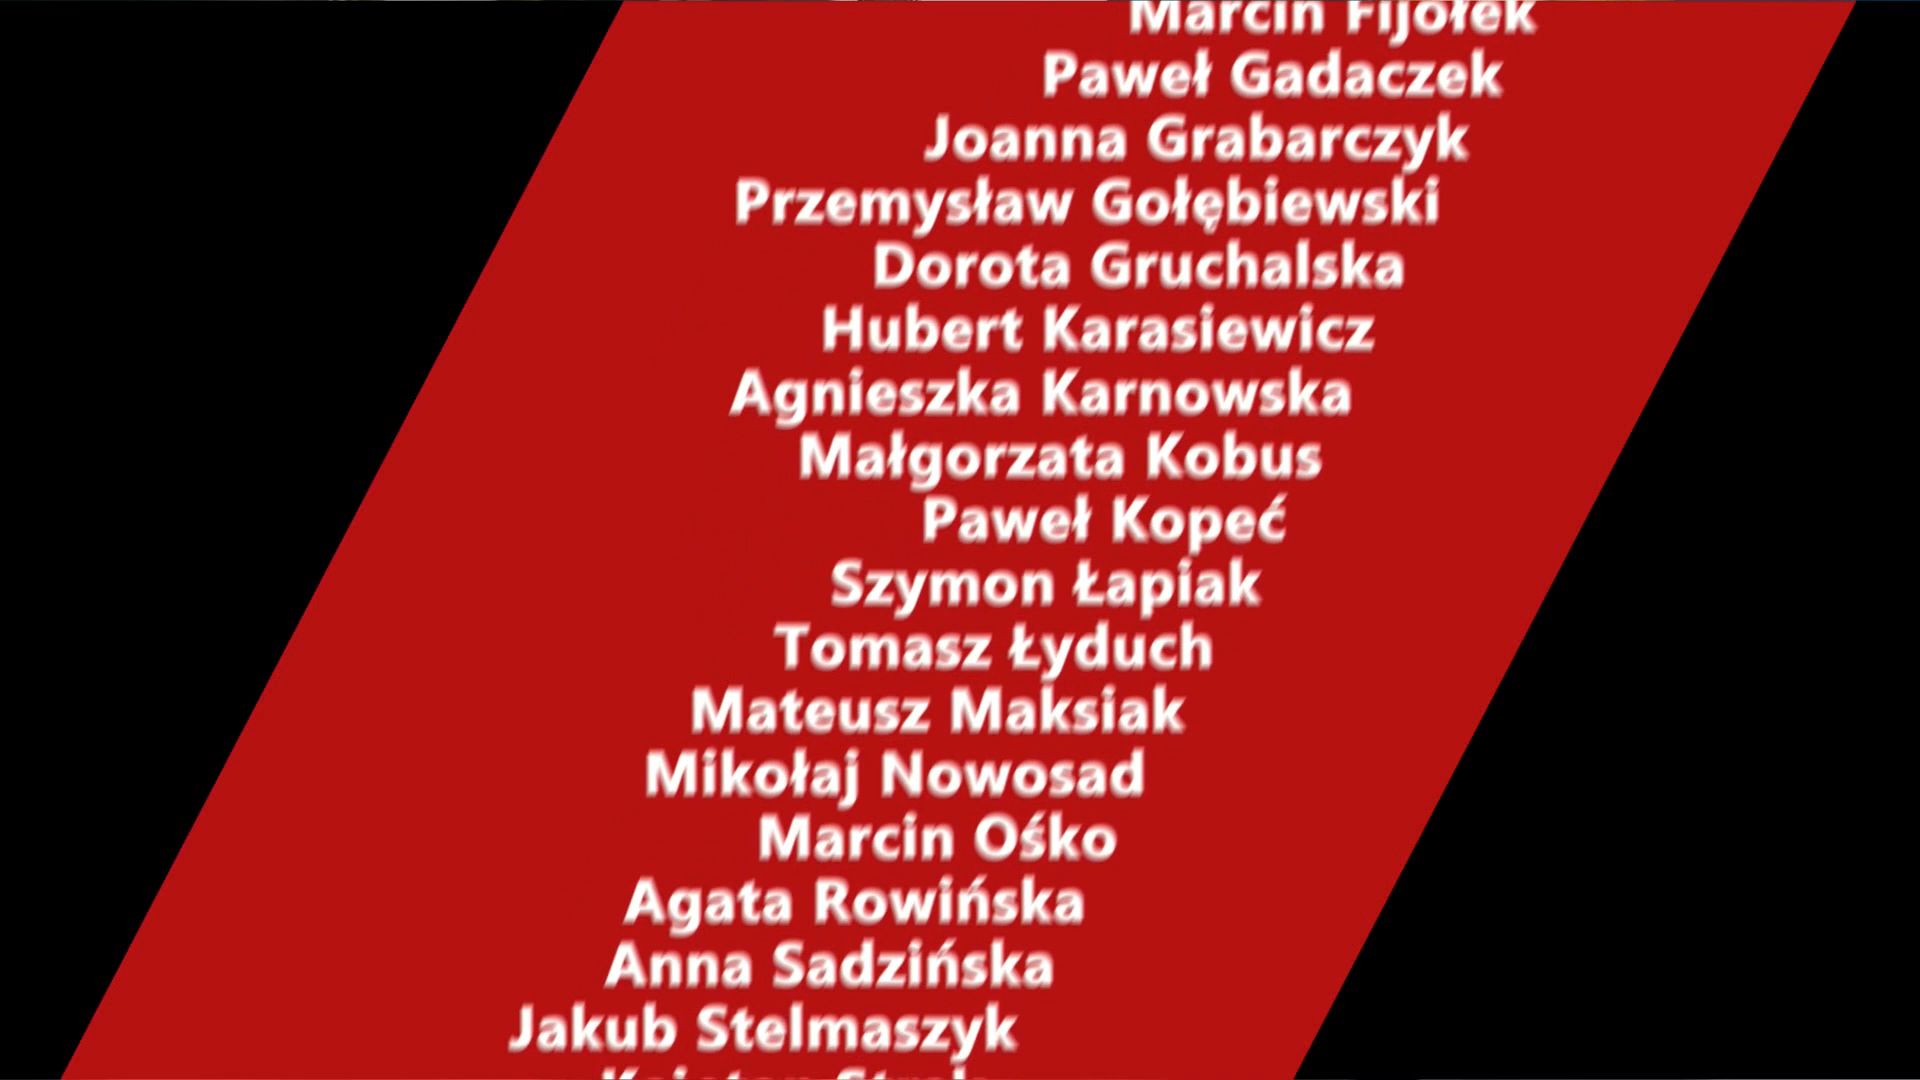 Marcin Fijołek
Paweł Gadaczek
Joanna Grabarczyk
Przemysław Gołębiewski
Dorota Gruchalska
Hubert Karasiewicz
Agnieszka Karnowska
Małgorzata Kobus
Paweł Kopeć
Szymon Łapiak
Tomasz Łyduch
Mateusz Maksiak
Mikołaj Nowosad
Marcin Ośko
Agata Rowińska
Anna Sadzińska
Jakub Stelmaszyk